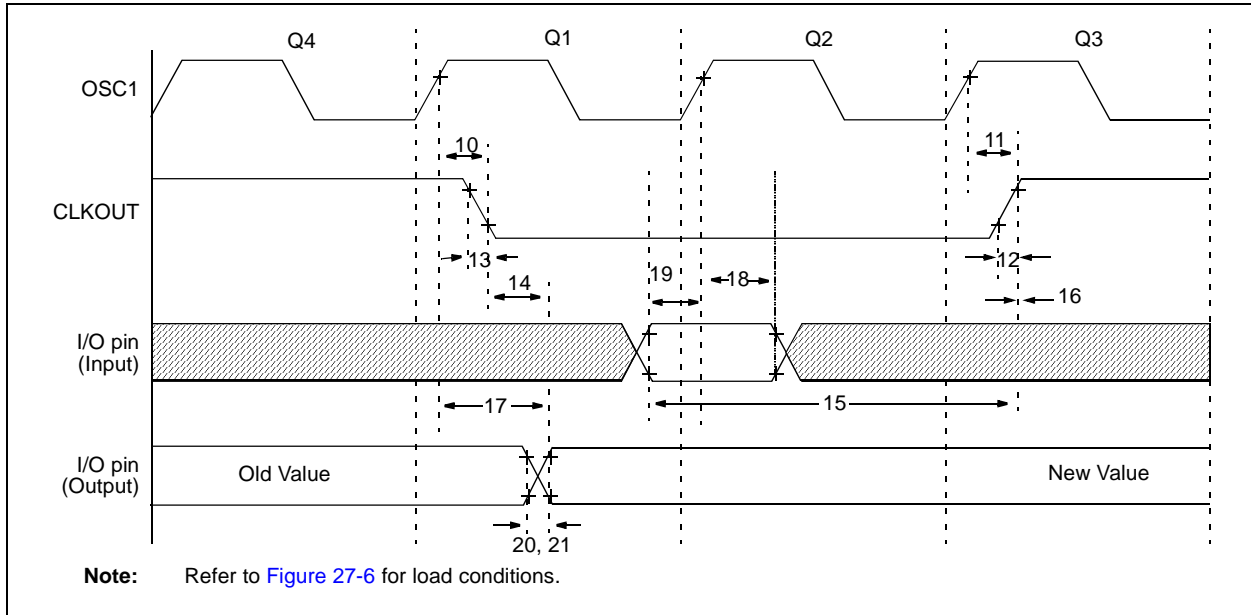 Q4 Q1 Q2 Q3
OSC1
10 11
CLKOUT
13 12
19 18
14
16
I/O pin
(Input)
17 15
I/O pin
(Output)
Old Value New Value
20, 21
Note: Refer to Figure 27-6 for load conditions.